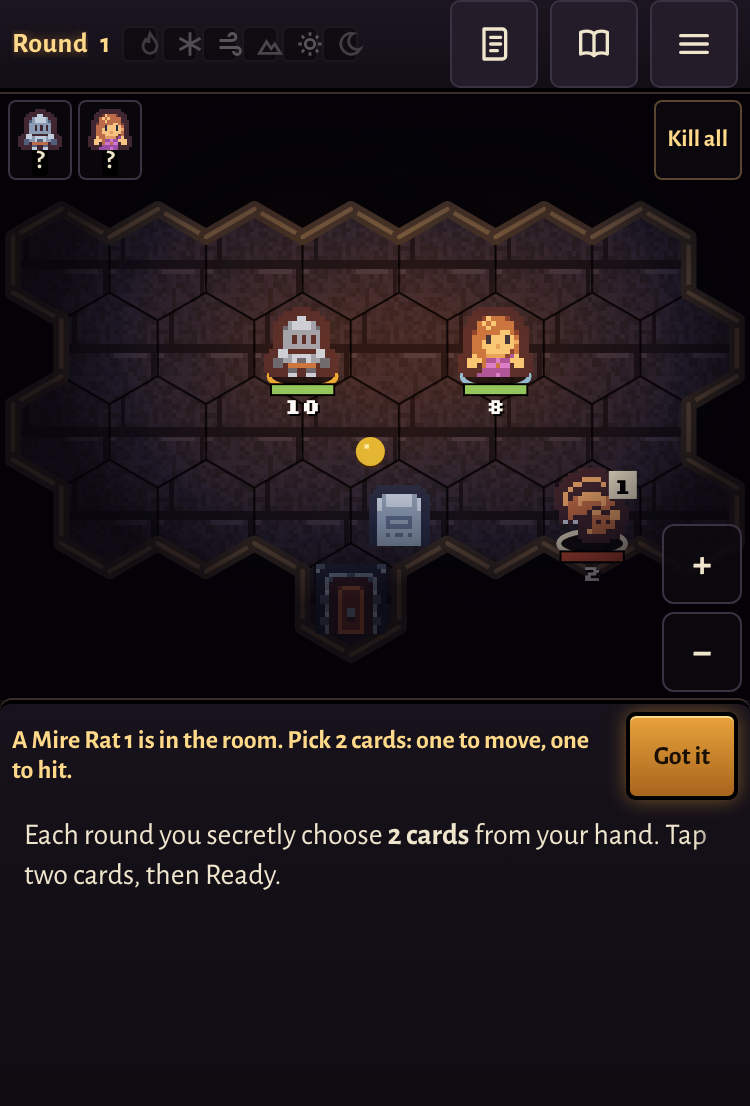 Round 1
?
?
Kill all
10
8
1
2
+
−
A Mire Rat 1 is in the room. Pick 2 cards: one to move, one
to hit.
Got it
Each round you secretly choose 2 cards from your hand. Tap
two cards, then Ready.